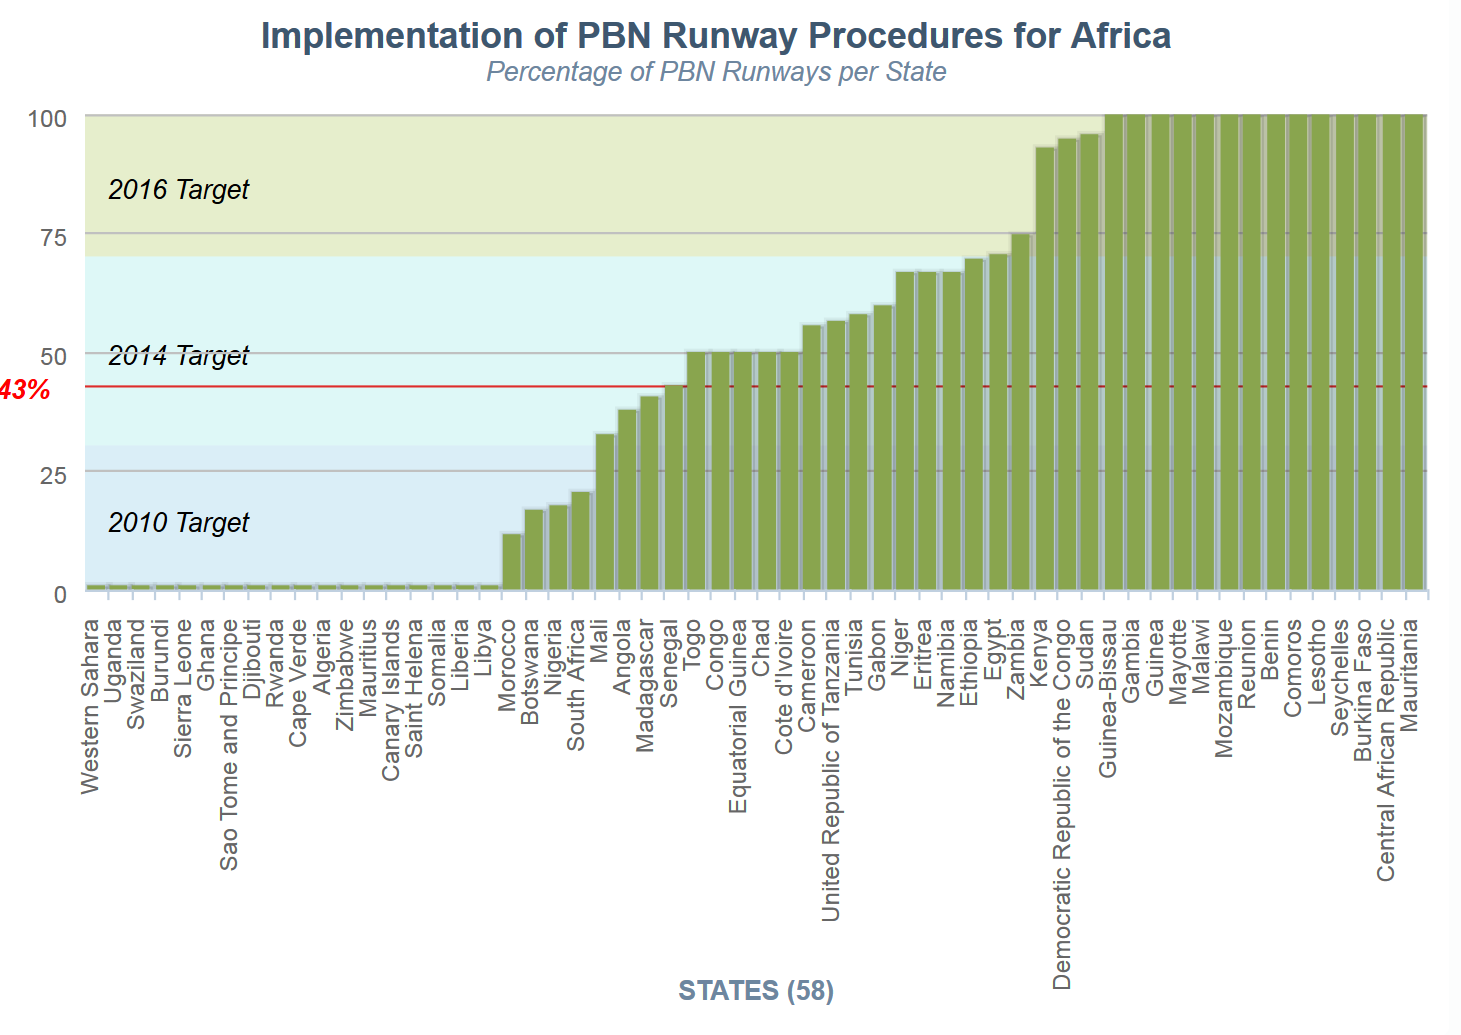 Implementation of PBN Runway Procedures for Africa
Percentage of PBN Runways per State
100
2016 Target
75
50
2014 Target
43%
25
2010 Target
0
Western Sahara
Uganda
Swaziland
Burundi
Sierra Leone
Ghana
Sao Tome and Principe
Djibouti
Rwanda
Cape Verde
Algeria
Zimbabwe
Mauritius
Canary Islands
Saint Helena
Somalia
Liberia
Libya
Morocco
Botswana
Nigeria
South Africa
Mali
Angola
Madagascar
Senegal
Togo
Congo
Equatorial Guinea
Chad
Cote d'Ivoire
Cameroon
United Republic of Tanzania
Tunisia
Gabon
Niger
Eritrea
Namibia
Ethiopia
Egypt
Zambia
Kenya
Democratic Republic of the Congo
Sudan
Guinea-Bissau
Gambia
Guinea
Mayotte
Malawi
Mozambique
Reunion
Benin
Comoros
Lesotho
Seychelles
Burkina Faso
Central African Republic
Mauritania
STATES (58)